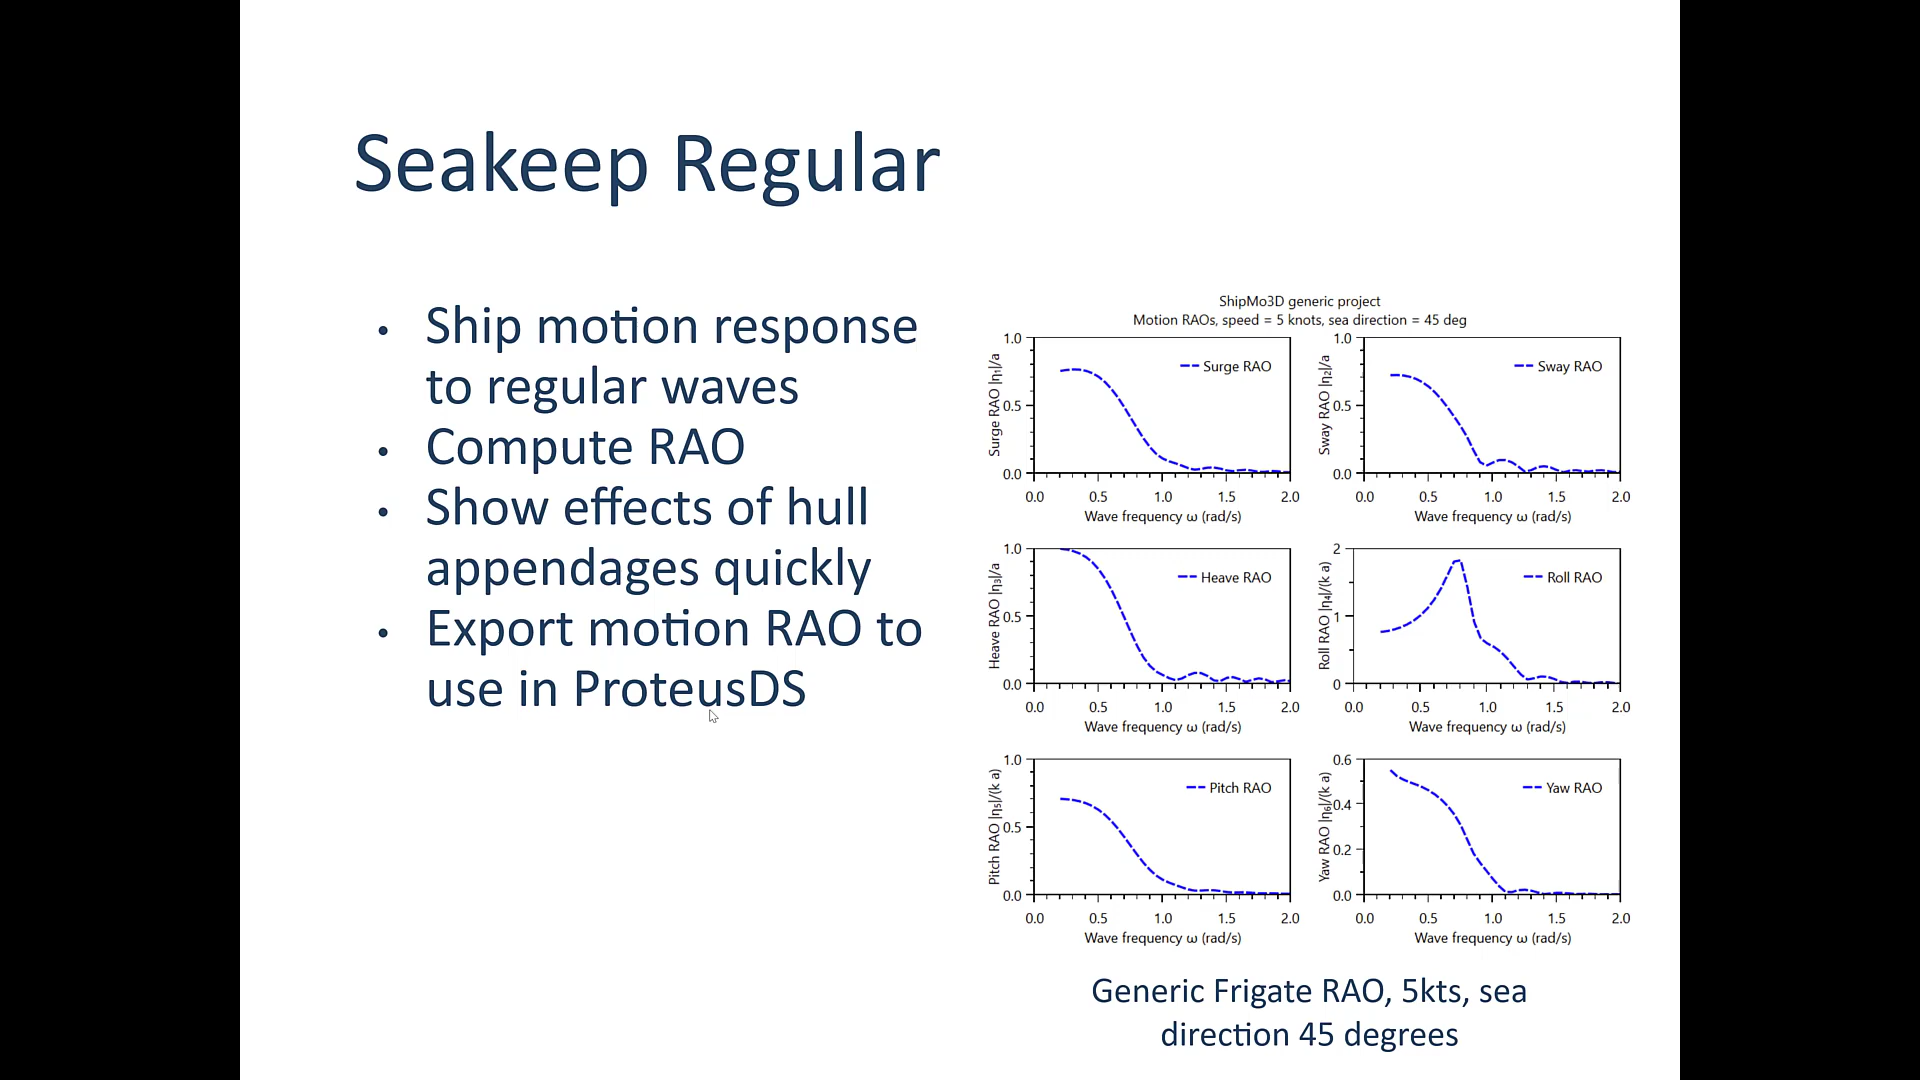 Seakeep Regular
• Ship motion response
to regular waves
• Compute RAO
• Show effects of hull
appendages quickly
• Export motion RAO to
use in ProteusDS
ShipMo3D generic project
Motion RAOs, speed = 5 knots, sea direction = 45 deg
Surge RAO |η₁|/a
1.0
0.5
0.0
Surge RAO
0.0 0.5 1.0 1.5 2.0
Wave frequency ω (rad/s)
Sway RAO |η₂|/a
1.0
0.5
0.0
Sway RAO
0.0 0.5 1.0 1.5 2.0
Wave frequency ω (rad/s)
Heave RAO |η₃|/a
1.0
0.5
0.0
Heave RAO
0.0 0.5 1.0 1.5 2.0
Wave frequency ω (rad/s)
Roll RAO |η₄|/(k a)
2
1
0
Roll RAO
0.0 0.5 1.0 1.5 2.0
Wave frequency ω (rad/s)
Pitch RAO |η₅|/(k a)
1.0
0.5
0.0
Pitch RAO
0.0 0.5 1.0 1.5 2.0
Wave frequency ω (rad/s)
Yaw RAO |η₆|/(k a)
0.6
0.4
0.2
0.0
Yaw RAO
0.0 0.5 1.0 1.5 2.0
Wave frequency ω (rad/s)
Generic Frigate RAO, 5kts, sea
direction 45 degrees